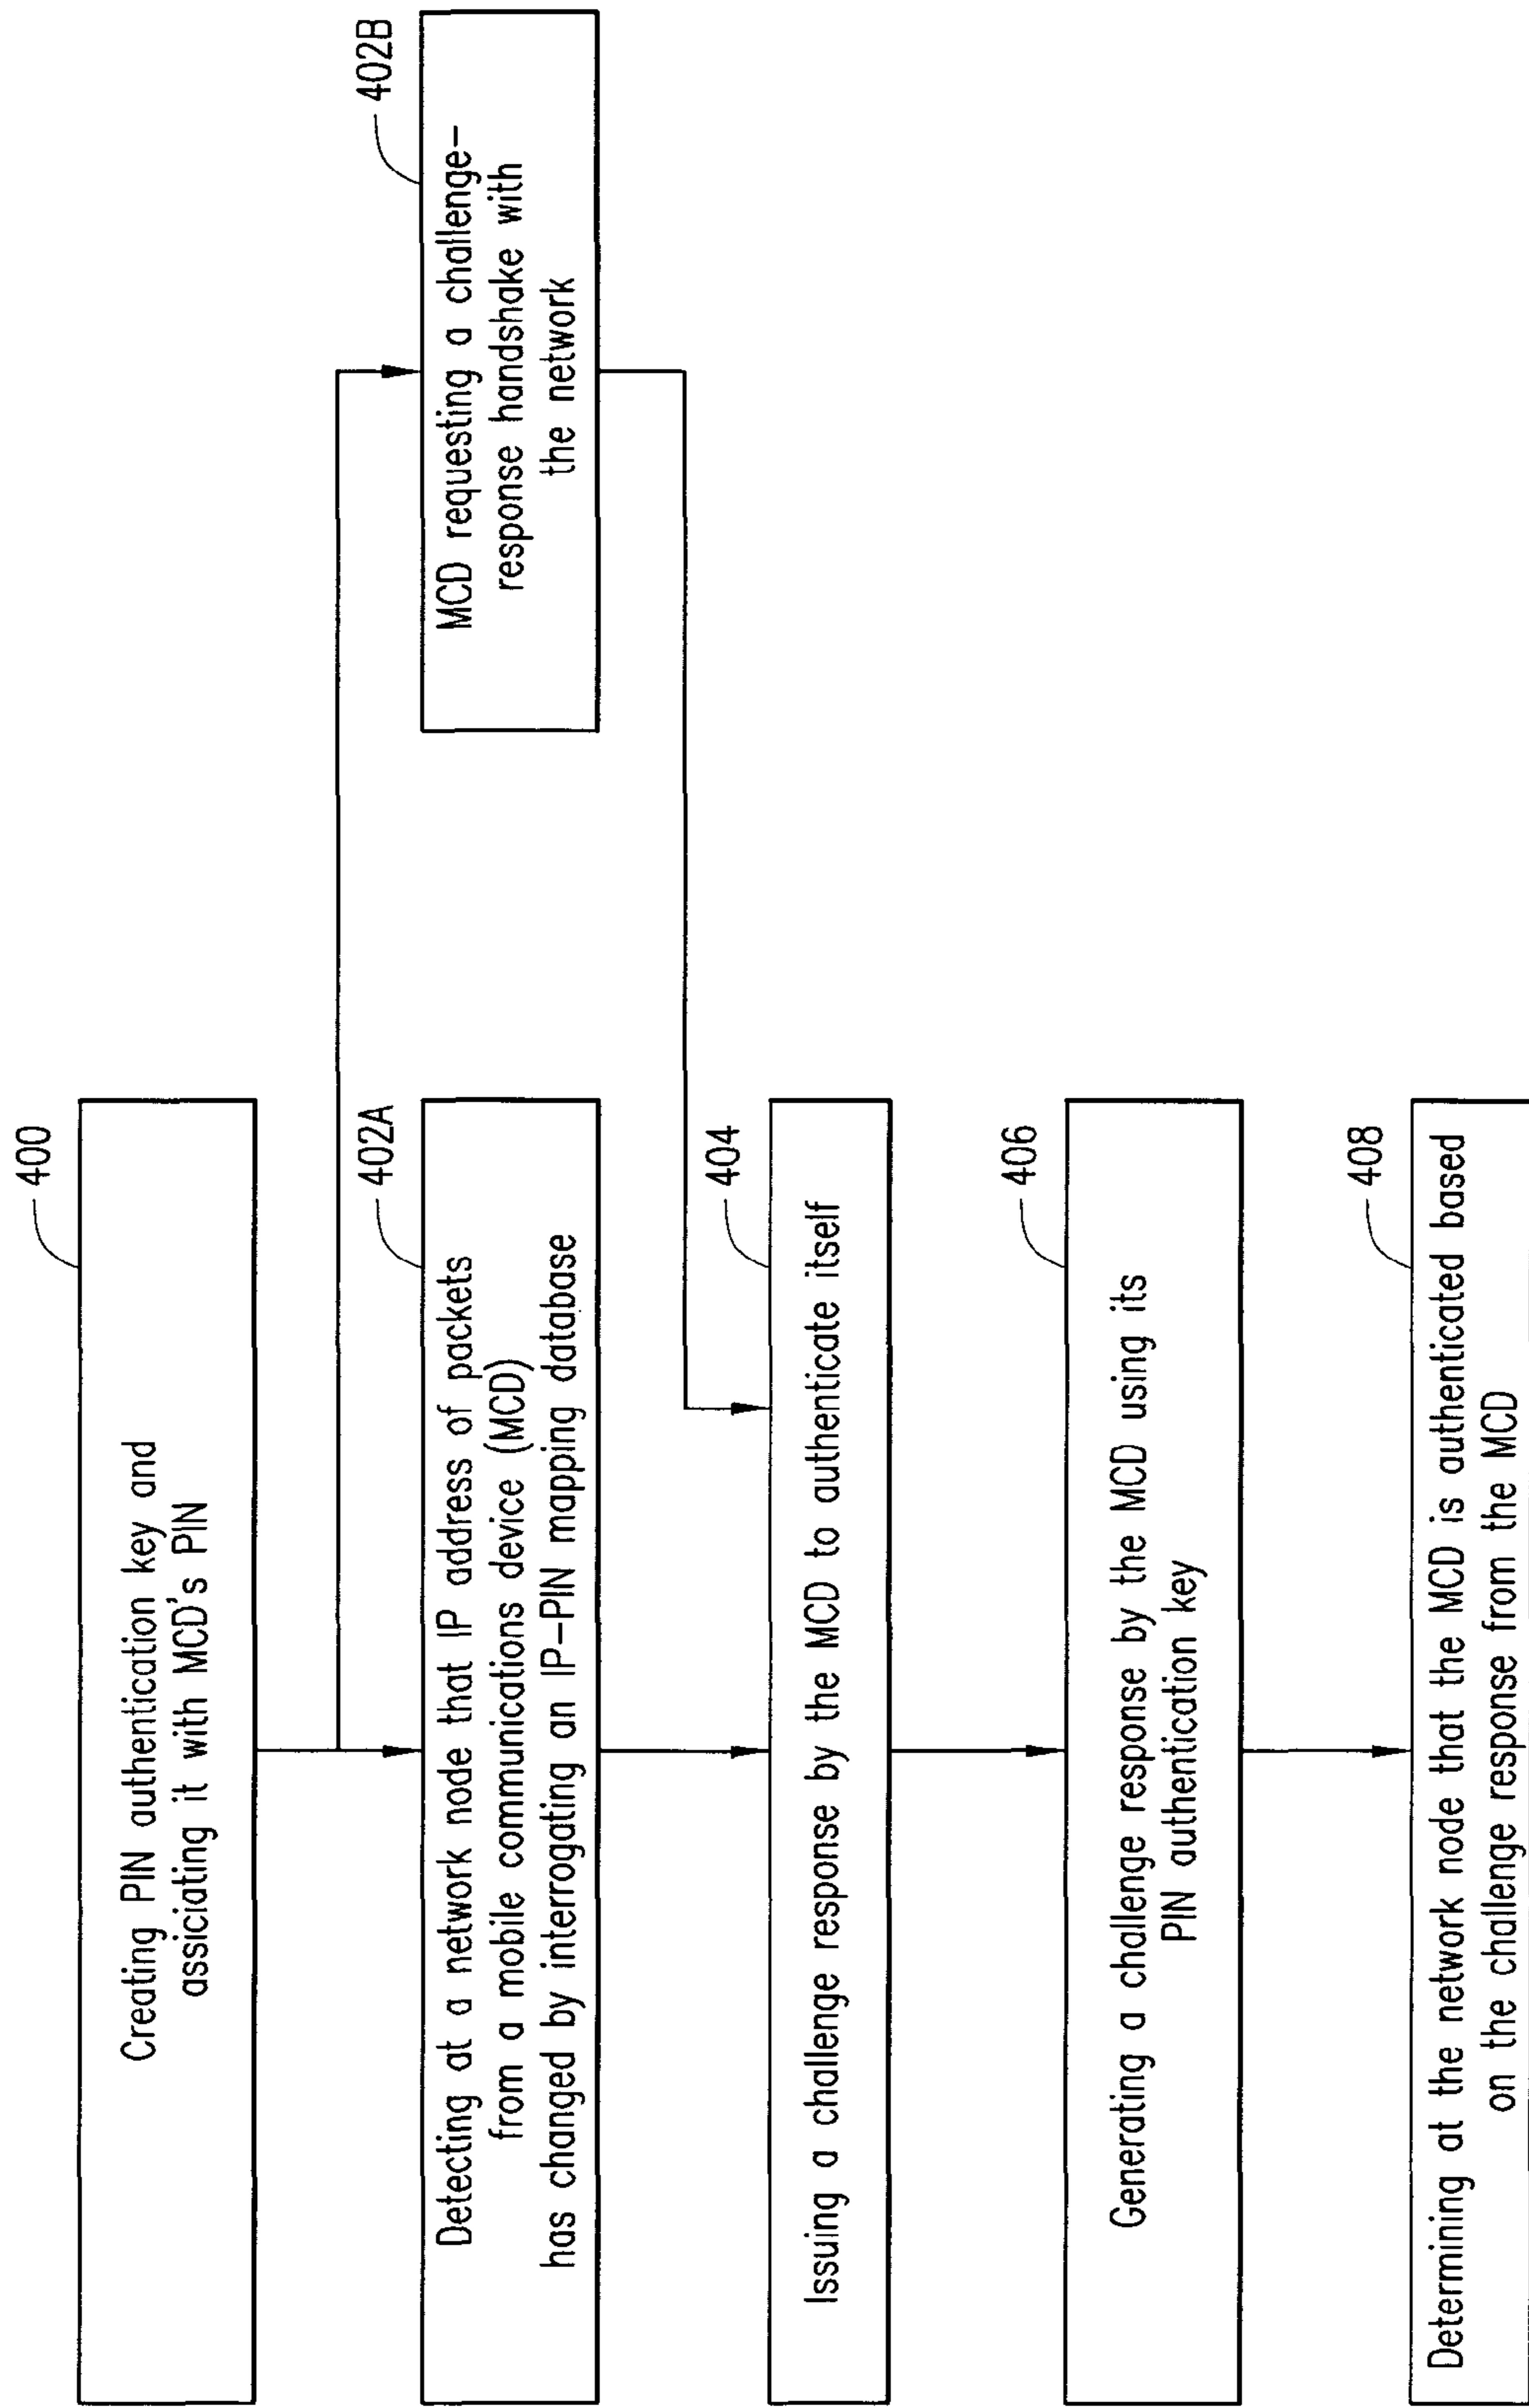 400
Creating PIN authentication key and
assiciating it with MCD's PIN
402A
Detecting at a network node that IP address of packets
from a mobile communications device (MCD)
has changed by interrogating an IP-PIN mapping database
402B
MCD requesting a challenge-
response handshake with
the network
404
Issuing a challenge response by the MCD to authenticate itself
406
Generating a challenge response by the MCD using its
PIN authentication key
408
Determining at the network node that the MCD is authenticated based
on the challenge response from the MCD